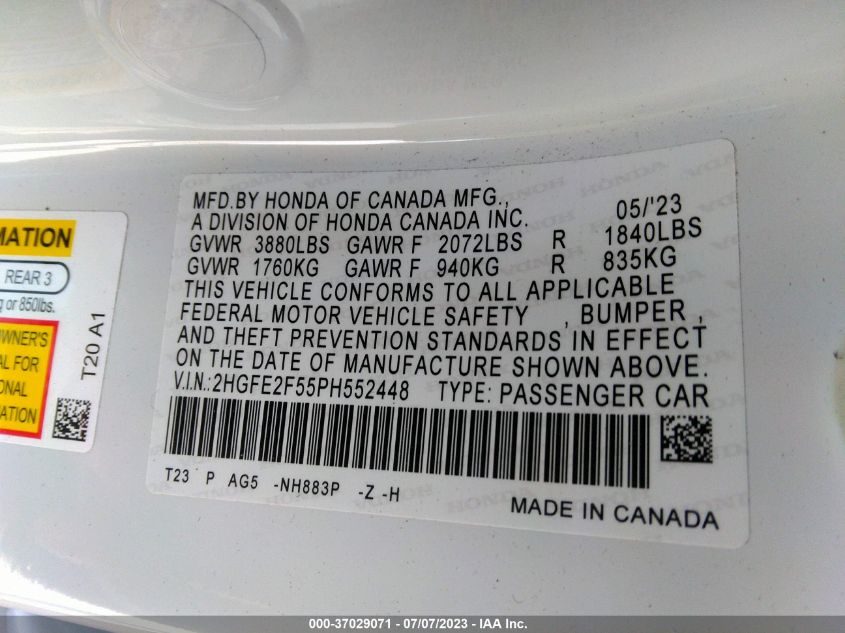 MATION
REAR 3
g or 850lbs.
OWNER'S
AL FOR
ONAL
ATION
T20 A1
MFD.BY HONDA OF CANADA MFG.,
A DIVISION OF HONDA CANADA INC. 05/'23
GVWR 3880LBS GAWR F 2072LBS R 1840LBS
GVWR 1760KG GAWR F 940KG R 835KG
THIS VEHICLE CONFORMS TO ALL APPLICABLE
FEDERAL MOTOR VEHICLE SAFETY , BUMPER ,
AND THEFT PREVENTION STANDARDS IN EFFECT
ON THE DATE OF MANUFACTURE SHOWN ABOVE.
V.I.N.:2HGFE2F55PH552448 TYPE: PASSENGER CAR
T23 P AG5 -NH883P -Z -H
MADE IN CANADA
000-37029071 - 07/07/2023 - IAA Inc.